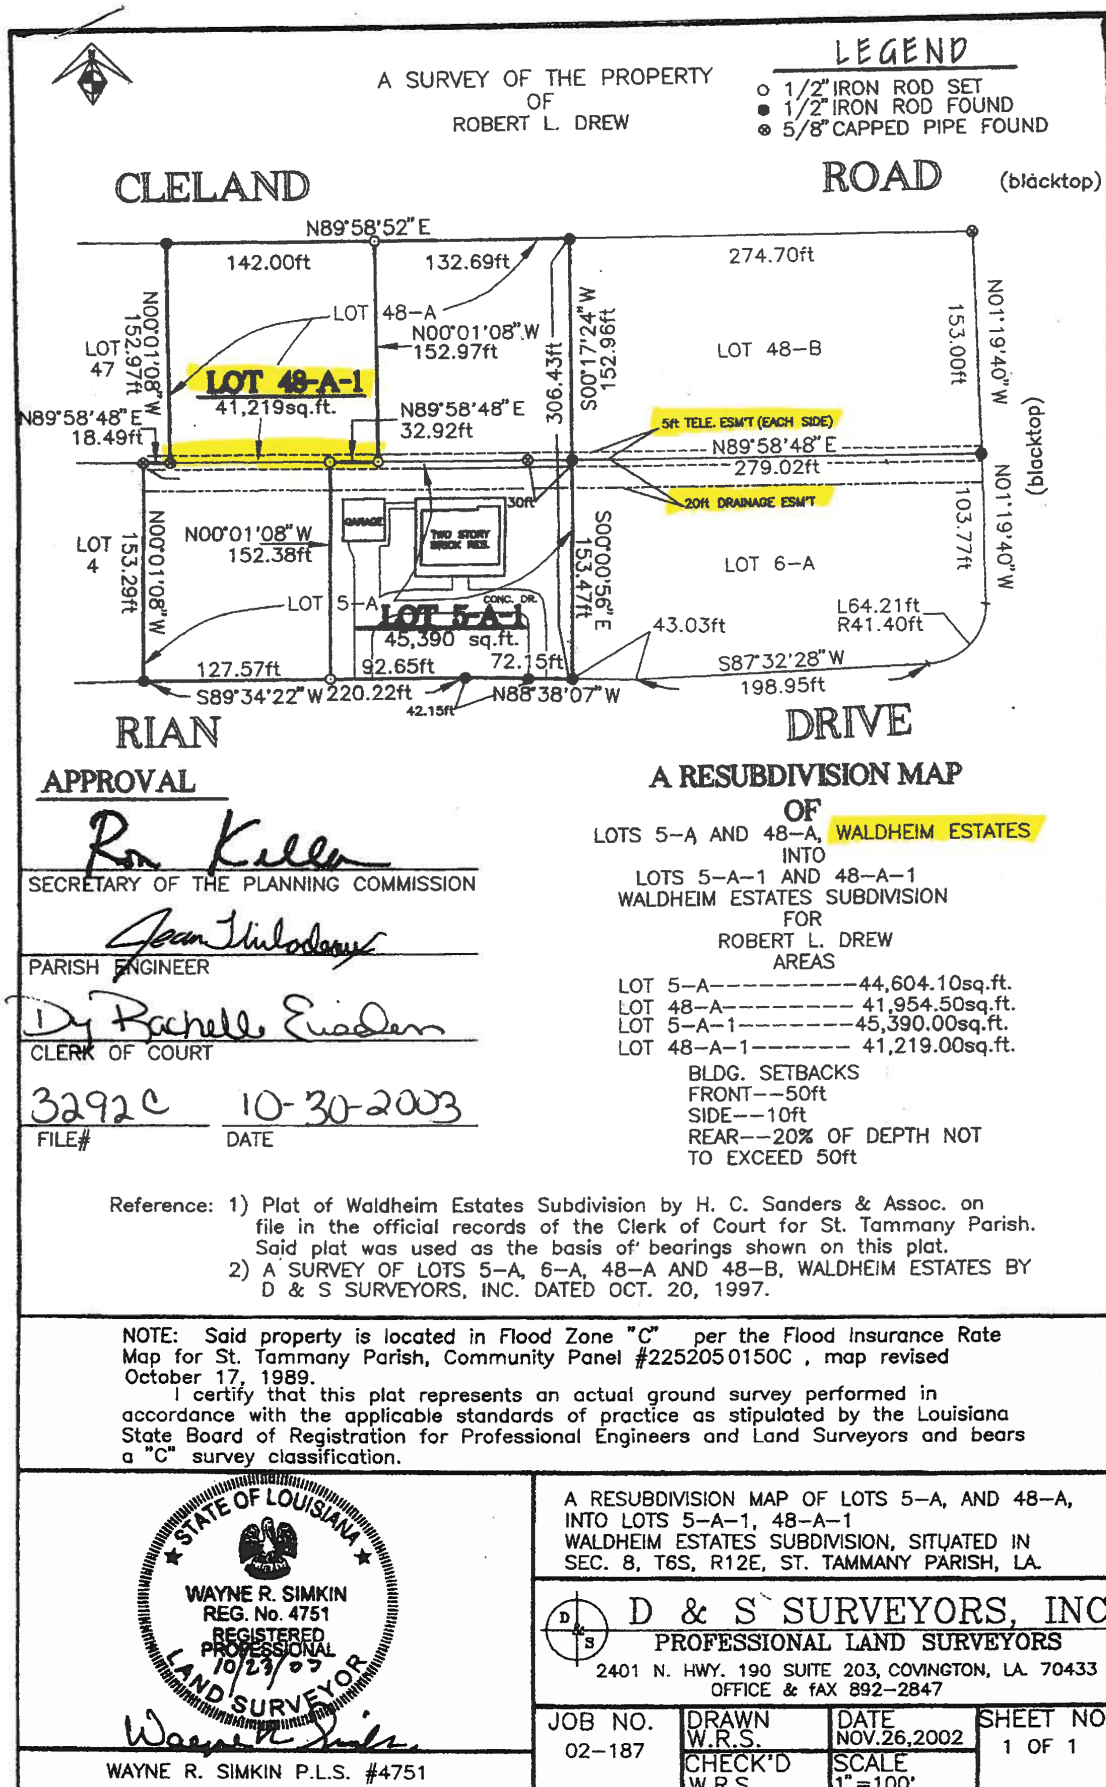 A SURVEY OF THE PROPERTY
OF
ROBERT L. DREW
LEGEND
1/2" IRON ROD SET
1/2" IRON ROD FOUND
5/8" CAPPED PIPE FOUND
CLELAND
ROAD (blacktop)
N89°58'52" E
142.00ft
132.69ft
274.70ft
LOT 48-A
N00°01'08" W
152.97ft
LOT
47
N00°01'08" W
152.97ft
306.43ft
S00°17'24" W
152.96ft
LOT 48-B
153.00ft
N01°19'40" W
LOT 48-A-1
41,219sq.ft.
N89°58'48" E
18.49ft
N89°58'48" E
32.92ft
5ft TELE. ESM'T (EACH SIDE)
N89°58'48" E
279.02ft
(blacktop)
30ft
20ft DRAINAGE ESM'T
GARAGE
TWO STORY
BRICK RES.
N00°01'08" W
152.38ft
LOT
4
N00°01'08" W
153.29ft
S00°00'56" E
153.47ft
LOT 6-A
103.77ft
N01°19'40" W
LOT 5-A
CONC. DR.
LOT 5-A-1
45,390 sq.ft.
L64.21ft
R41.40ft
43.03ft
127.57ft
92.65ft
72.15ft
S87°32'28" W
198.95ft
S89°34'22" W
220.22ft
42.15ft
N88°38'07" W
RIAN
DRIVE
APPROVAL
Ron Keller
SECRETARY OF THE PLANNING COMMISSION
Jean Thibodeaux
PARISH ENGINEER
Dy Rachelle
CLERK OF COURT
3292C 10-30-2003
FILE# DATE
A RESUBDIVISION MAP
OF
LOTS 5-A AND 48-A, WALDHEIM ESTATES
INTO
LOTS 5-A-1 AND 48-A-1
WALDHEIM ESTATES SUBDIVISION
FOR
ROBERT L. DREW
AREAS
LOT 5-A----------44,604.10sq.ft.
LOT 48-A--------- 41,954.50sq.ft.
LOT 5-A-1--------45,390.00sq.ft.
LOT 48-A-1------ 41,219.00sq.ft.
BLDG. SETBACKS
FRONT--50ft
SIDE--10ft
REAR--20% OF DEPTH NOT
TO EXCEED 50ft
Reference: 1) Plat of Waldheim Estates Subdivision by H. C. Sanders & Assoc. on
file in the official records of the Clerk of Court for St. Tammany Parish.
Said plat was used as the basis of bearings shown on this plat.
2) A SURVEY OF LOTS 5-A, 6-A, 48-A AND 48-B, WALDHEIM ESTATES BY
D & S SURVEYORS, INC. DATED OCT. 20, 1997.
NOTE: Said property is located in Flood Zone "C" per the Flood Insurance Rate
Map for St. Tammany Parish, Community Panel #225205 0150C , map revised
October 17, 1989.
I certify that this plat represents an actual ground survey performed in
accordance with the applicable standards of practice as stipulated by the Louisiana
State Board of Registration for Professional Engineers and Land Surveyors and bears
a "C" survey classification.
STATE OF LOUISIANA
WAYNE R. SIMKIN
REG. No. 4751
REGISTERED
PROFESSIONAL
10/23/03
LAND SURVEYOR
Wayne R Simkin
WAYNE R. SIMKIN P.L.S. #4751
A RESUBDIVISION MAP OF LOTS 5-A, AND 48-A,
INTO LOTS 5-A-1, 48-A-1
WALDHEIM ESTATES SUBDIVISION, SITUATED IN
SEC. 8, T6S, R12E, ST. TAMMANY PARISH, LA.
D & S
D & S SURVEYORS, INC
PROFESSIONAL LAND SURVEYORS
2401 N. HWY. 190 SUITE 203, COVINGTON, LA. 70433
OFFICE & fAX 892-2847
JOB NO.
02-187
DRAWN
W.R.S.
DATE
NOV.26,2002
SHEET NO
1 OF 1
CHECK'D
W.R.S.
SCALE
1"=100'